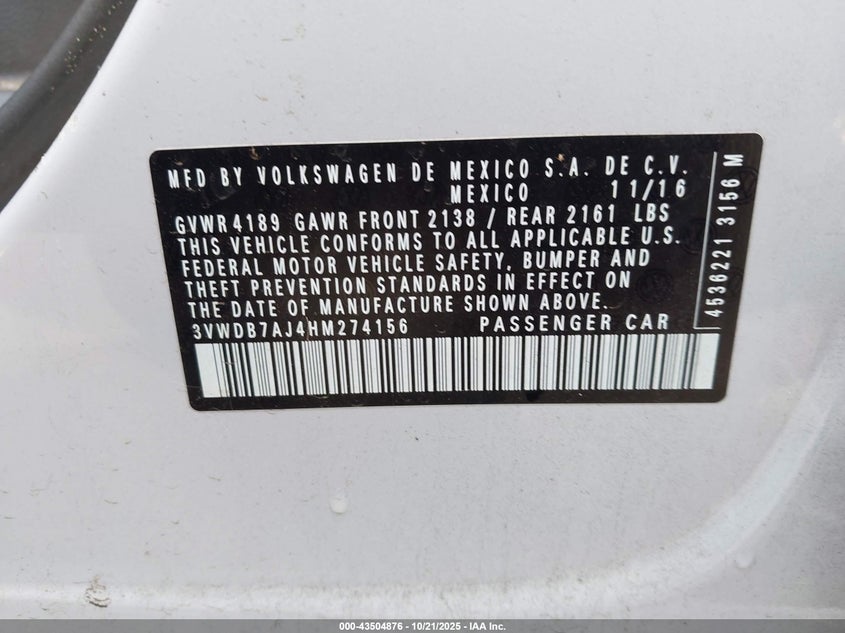 MFD BY VOLKSWAGEN DE MEXICO S.A. DE C.V.
MEXICO 11/16
GVWR 4189 GAWR FRONT 2138 / REAR 2161 LBS
THIS VEHICLE CONFORMS TO ALL APPLICABLE U.S.
FEDERAL MOTOR VEHICLE SAFETY, BUMPER AND
THEFT PREVENTION STANDARDS IN EFFECT ON
THE DATE OF MANUFACTURE SHOWN ABOVE.
3VWDB7AJ4HM274156 PASSENGER CAR
4536221 3156 M
000-43504876 - 10/21/2025 - IAA Inc.